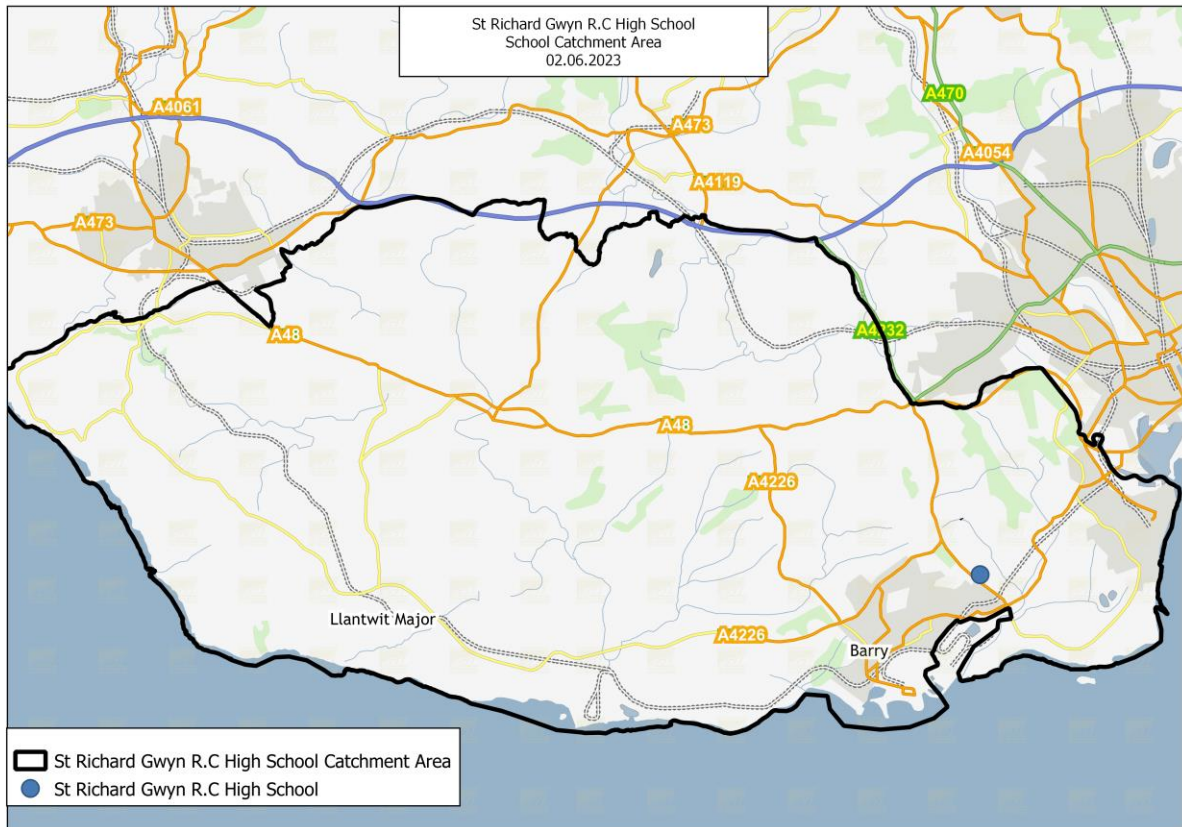 St Richard Gwyn R.C High School
School Catchment Area
02.06.2023
A470
A4061
A473
A4054
A4119
A473
A4232
A48
A48
A4226
Llantwit Major
A4226
Barry
St Richard Gwyn R.C High School Catchment Area
St Richard Gwyn R.C High School